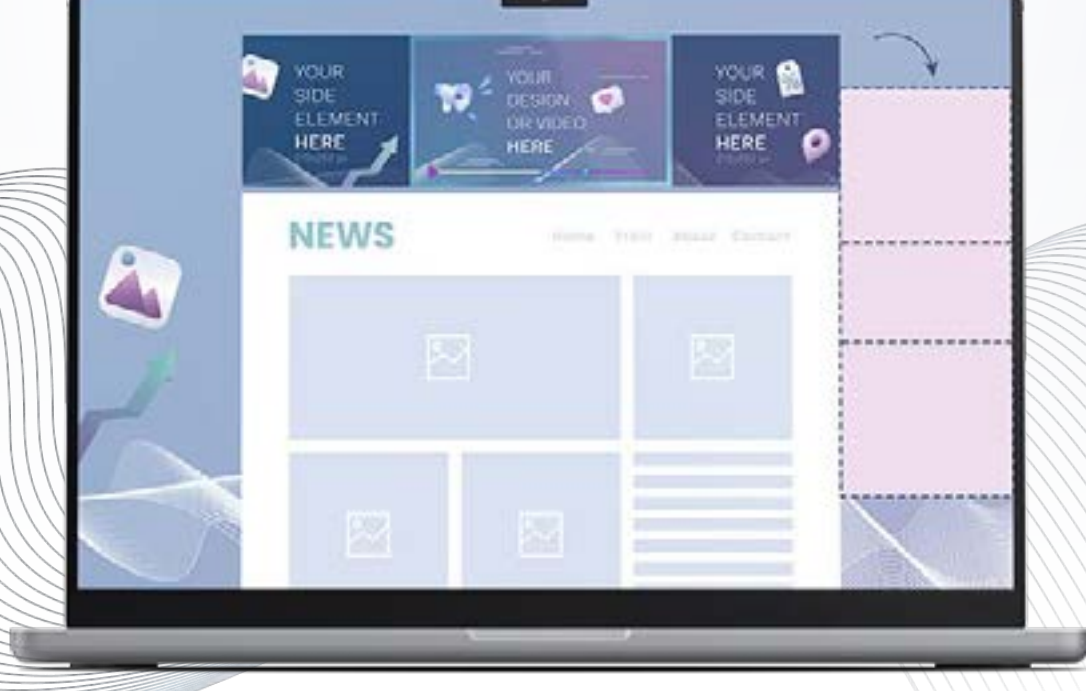 YOUR
SIDE
ELEMENT
HERE
YOUR
DESIGN
OR VIDEO
HERE
YOUR
SIDE
ELEMENT
HERE
NEWS
Home About Contact